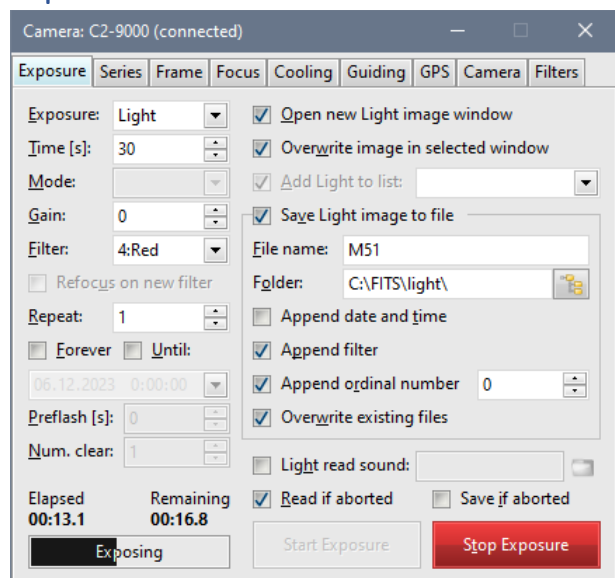 Camera: C2-9000 (connected)
Exposure Series Frame Focus Cooling Guiding GPS Camera Filters
Exposure: Light Open new Light image window
Time [s]: 30 Overwrite image in selected window
Mode: Add Light to list:
Gain: 0 Save Light image to file
Filter: 4:Red File name: M51
Refocus on new filter Folder: C:\FITS\light\
Repeat: 1 Append date and time
Forever Until: Append filter
06.12.2023 0:00:00 Append ordinal number 0
Preflash [s]: 0 Overwrite existing files
Num. clear: 1 Light read sound:
Elapsed Remaining Read if aborted Save if aborted
00:13.1 00:16.8
Exposing Start Exposure Stop Exposure